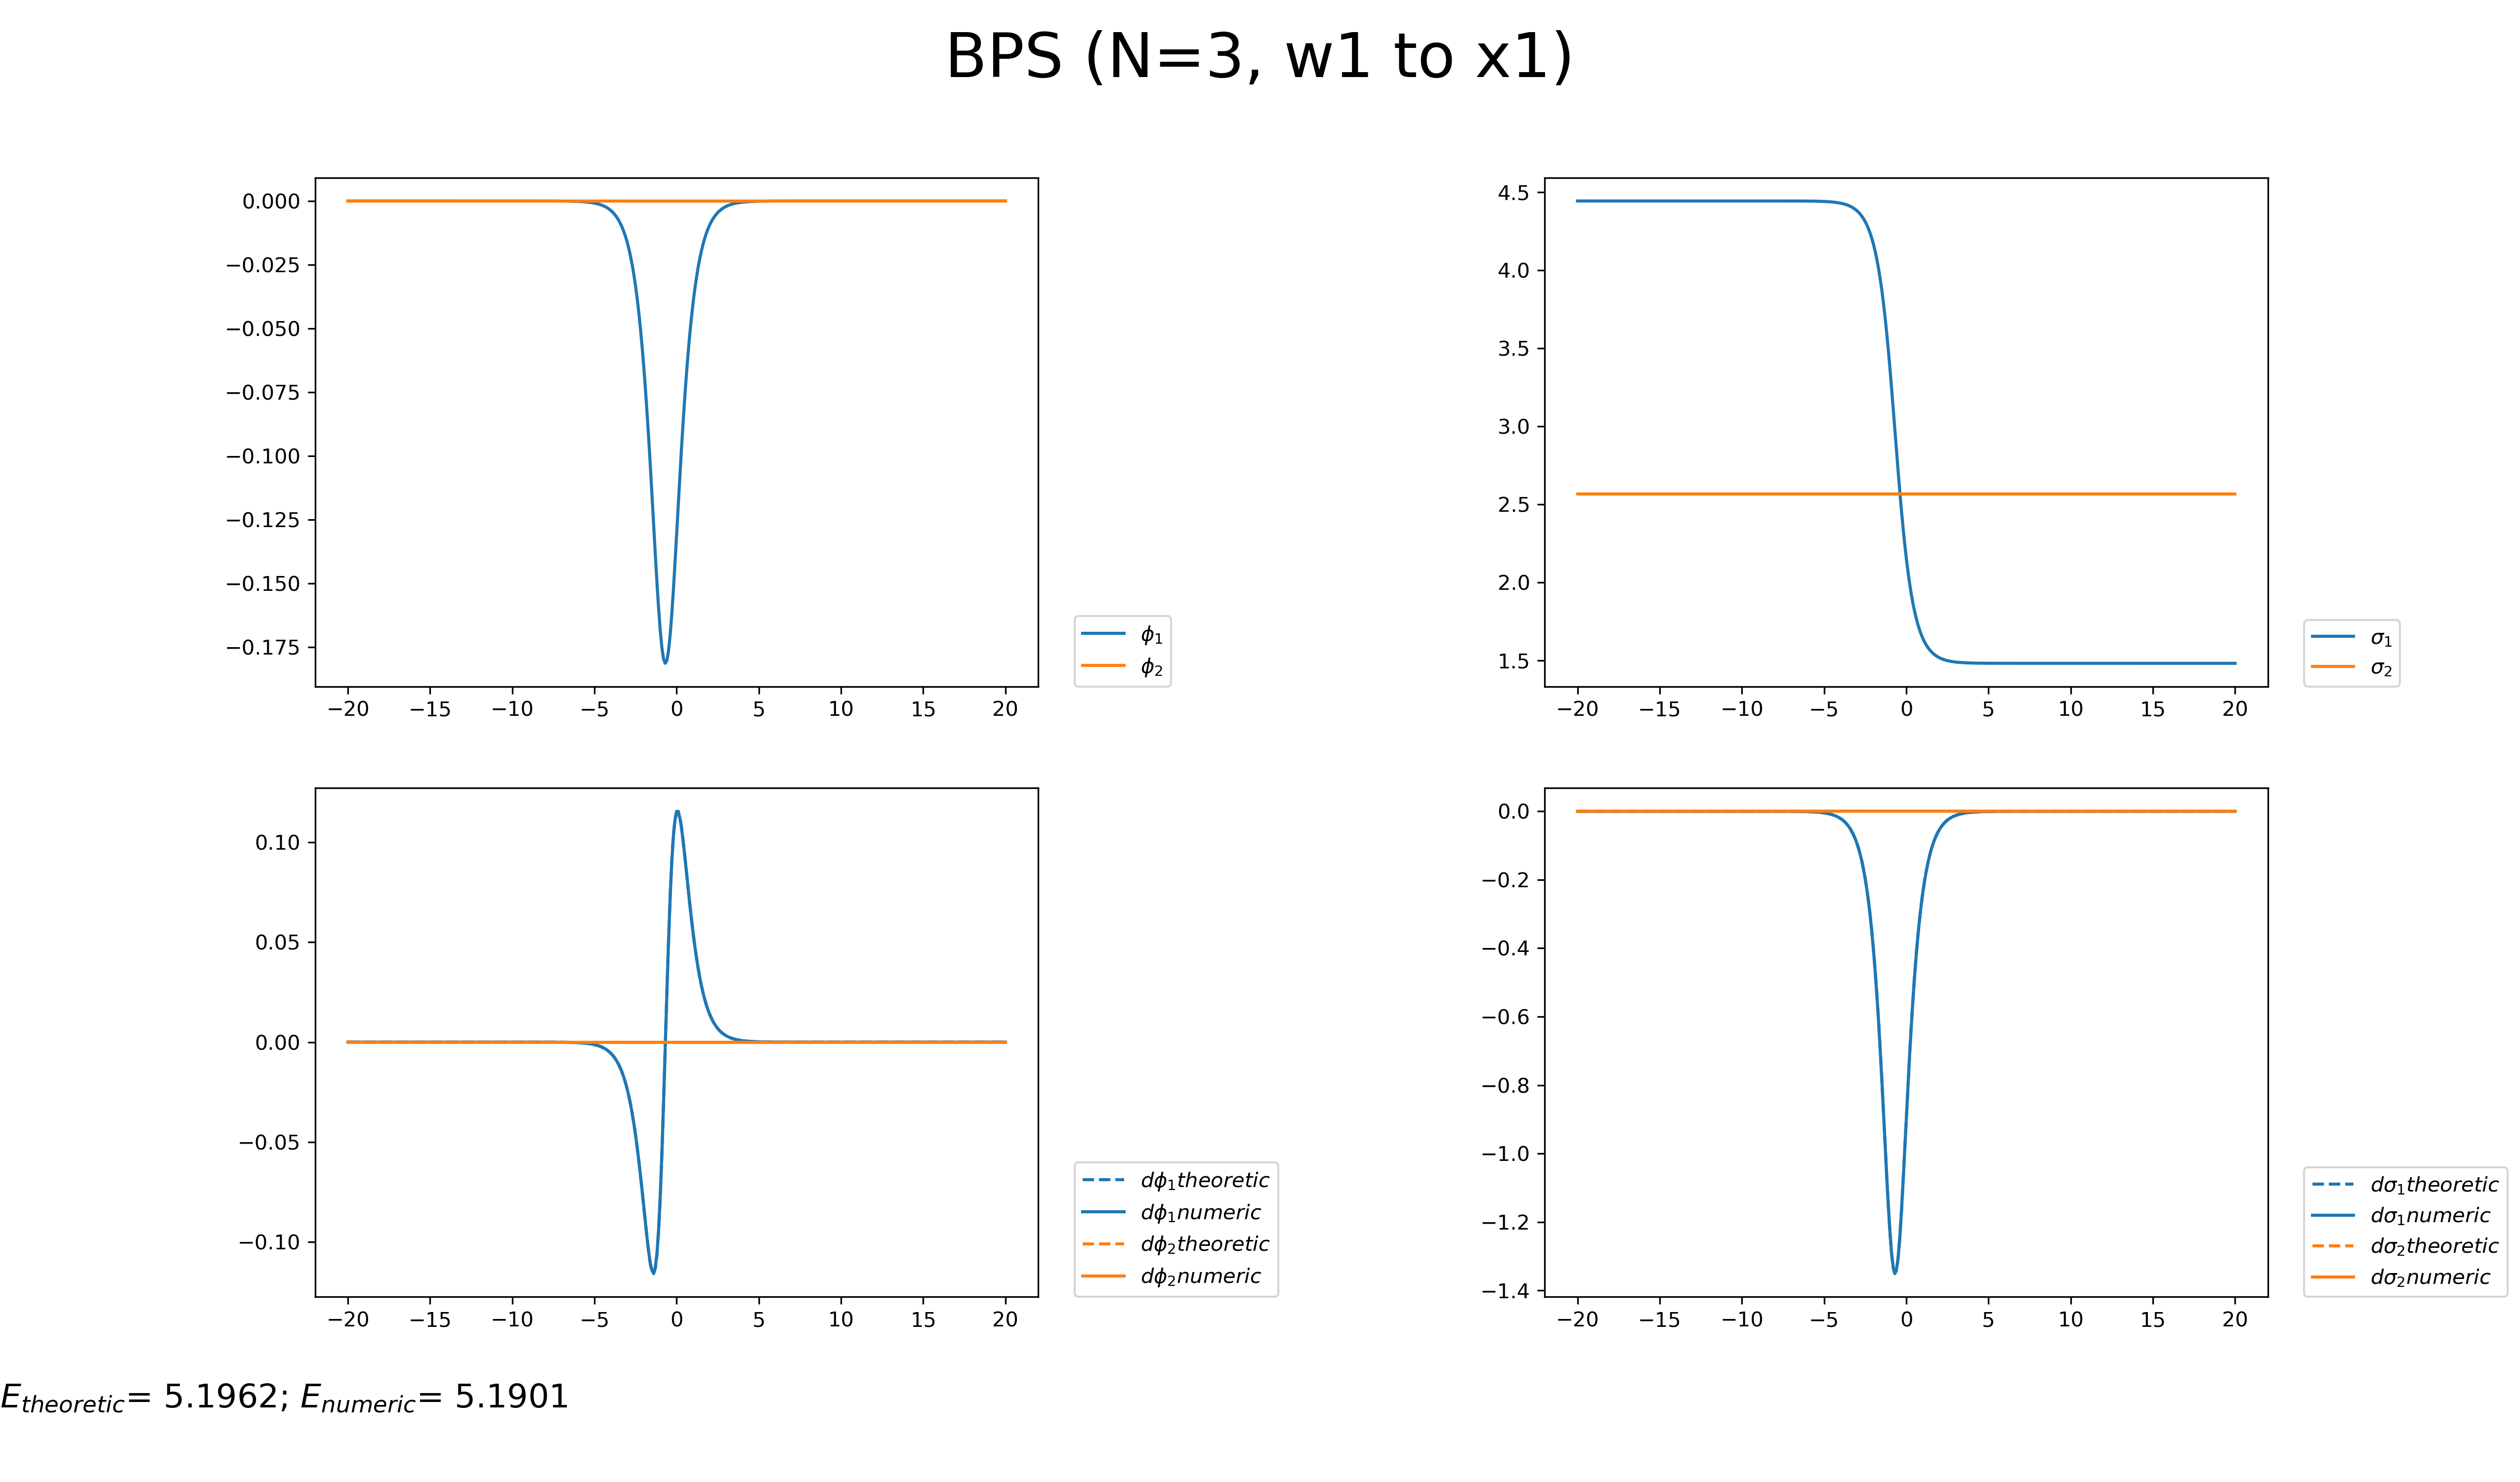 BPS (N=3, w1 to x1)
0.000
−0.025
−0.050
−0.075
−0.100
−0.125
−0.150
−0.175
−20 −15 −10 −5 0 5 10 15 20
ϕ₁
ϕ₂
4.5
4.0
3.5
3.0
2.5
2.0
1.5
−20 −15 −10 −5 0 5 10 15 20
σ₁
σ₂
0.10
0.05
0.00
−0.05
−0.10
−20 −15 −10 −5 0 5 10 15 20
dϕ₁theoretic
dϕ₁numeric
dϕ₂theoretic
dϕ₂numeric
0.0
−0.2
−0.4
−0.6
−0.8
−1.0
−1.2
−1.4
−20 −15 −10 −5 0 5 10 15 20
dσ₁theoretic
dσ₁numeric
dσ₂theoretic
dσ₂numeric
E_theoretic= 5.1962; E_numeric= 5.1901